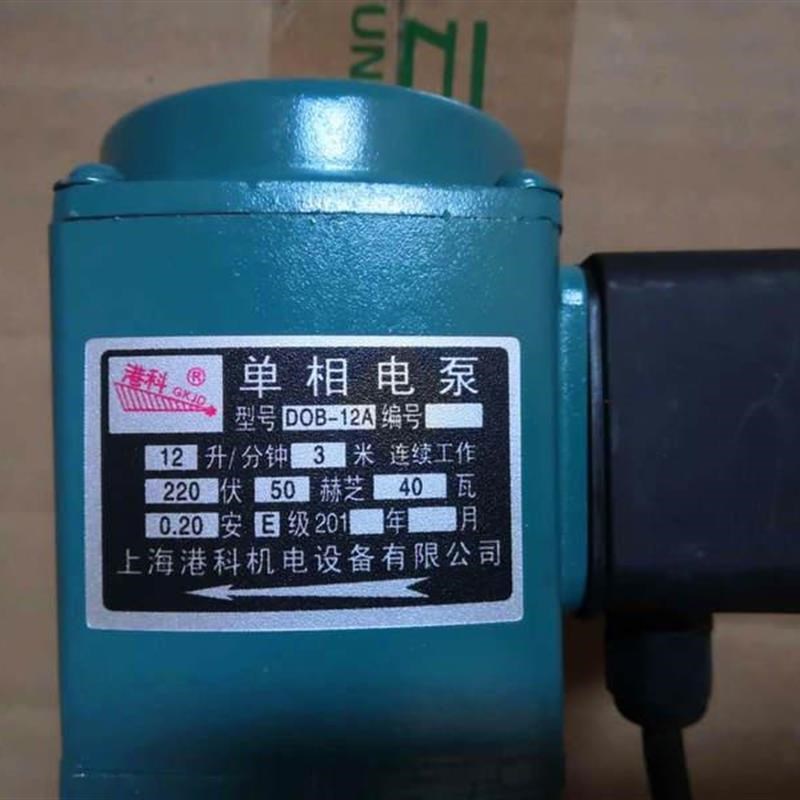 UN
港科 ®
GKJD
单相电泵
型号 DOB-12A 编号
12 升/分钟 3 米 连续工作
220 伏 50 赫芝 40 瓦
0.20 安 E 级 201 年 月
上海港科机电设备有限公司